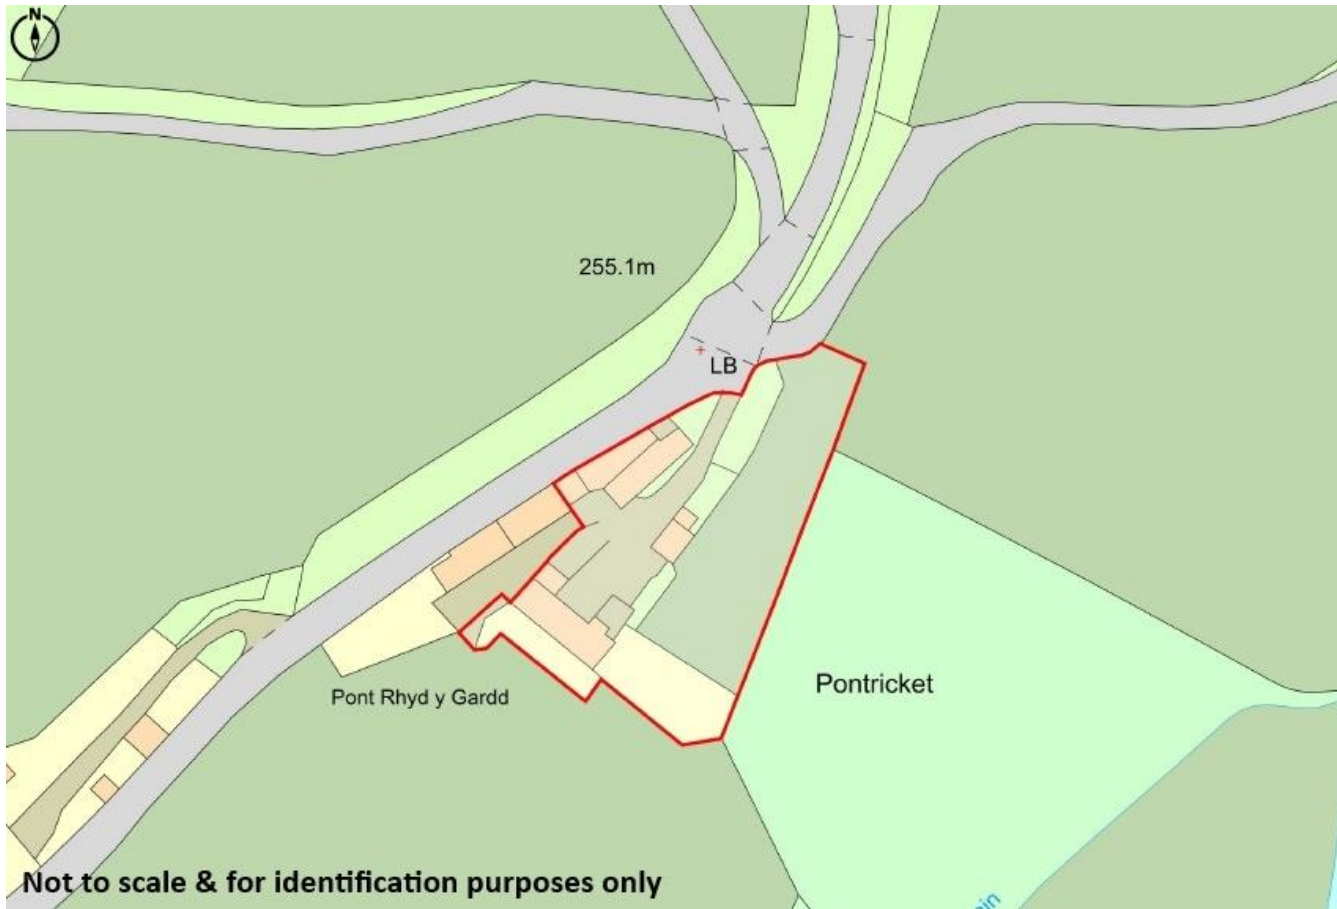 N
255.1m
LB
Pontricket
Pont Rhyd y Gardd
Not to scale & for identification purposes only